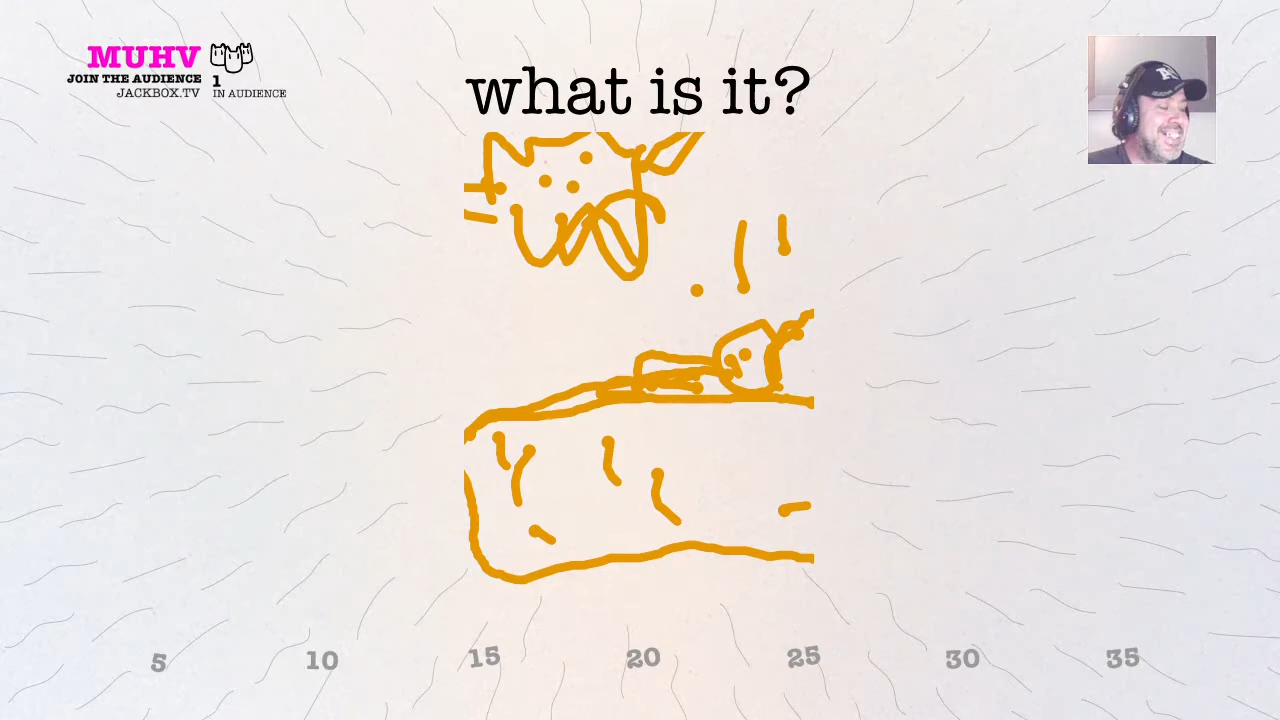 MUHV
JOIN THE AUDIENCE
JACKBOX.TV
1
IN AUDIENCE
what is it?
5 10 15 20 25 30 35